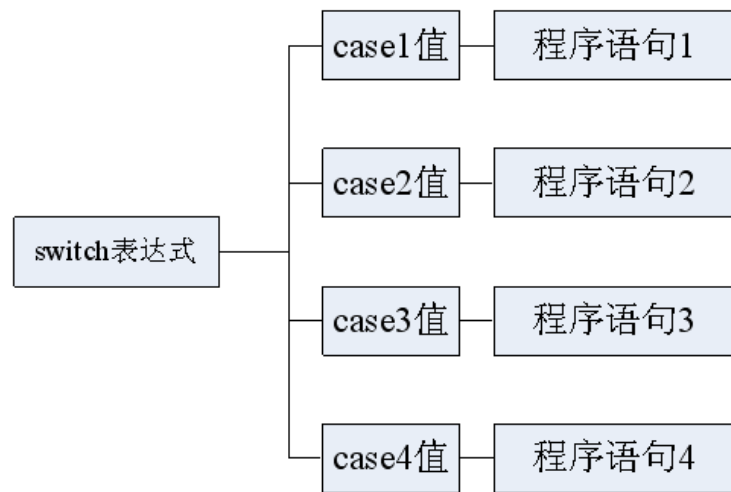 case1值 程序语句1
case2值 程序语句2
switch表达式
case3值 程序语句3
case4值 程序语句4